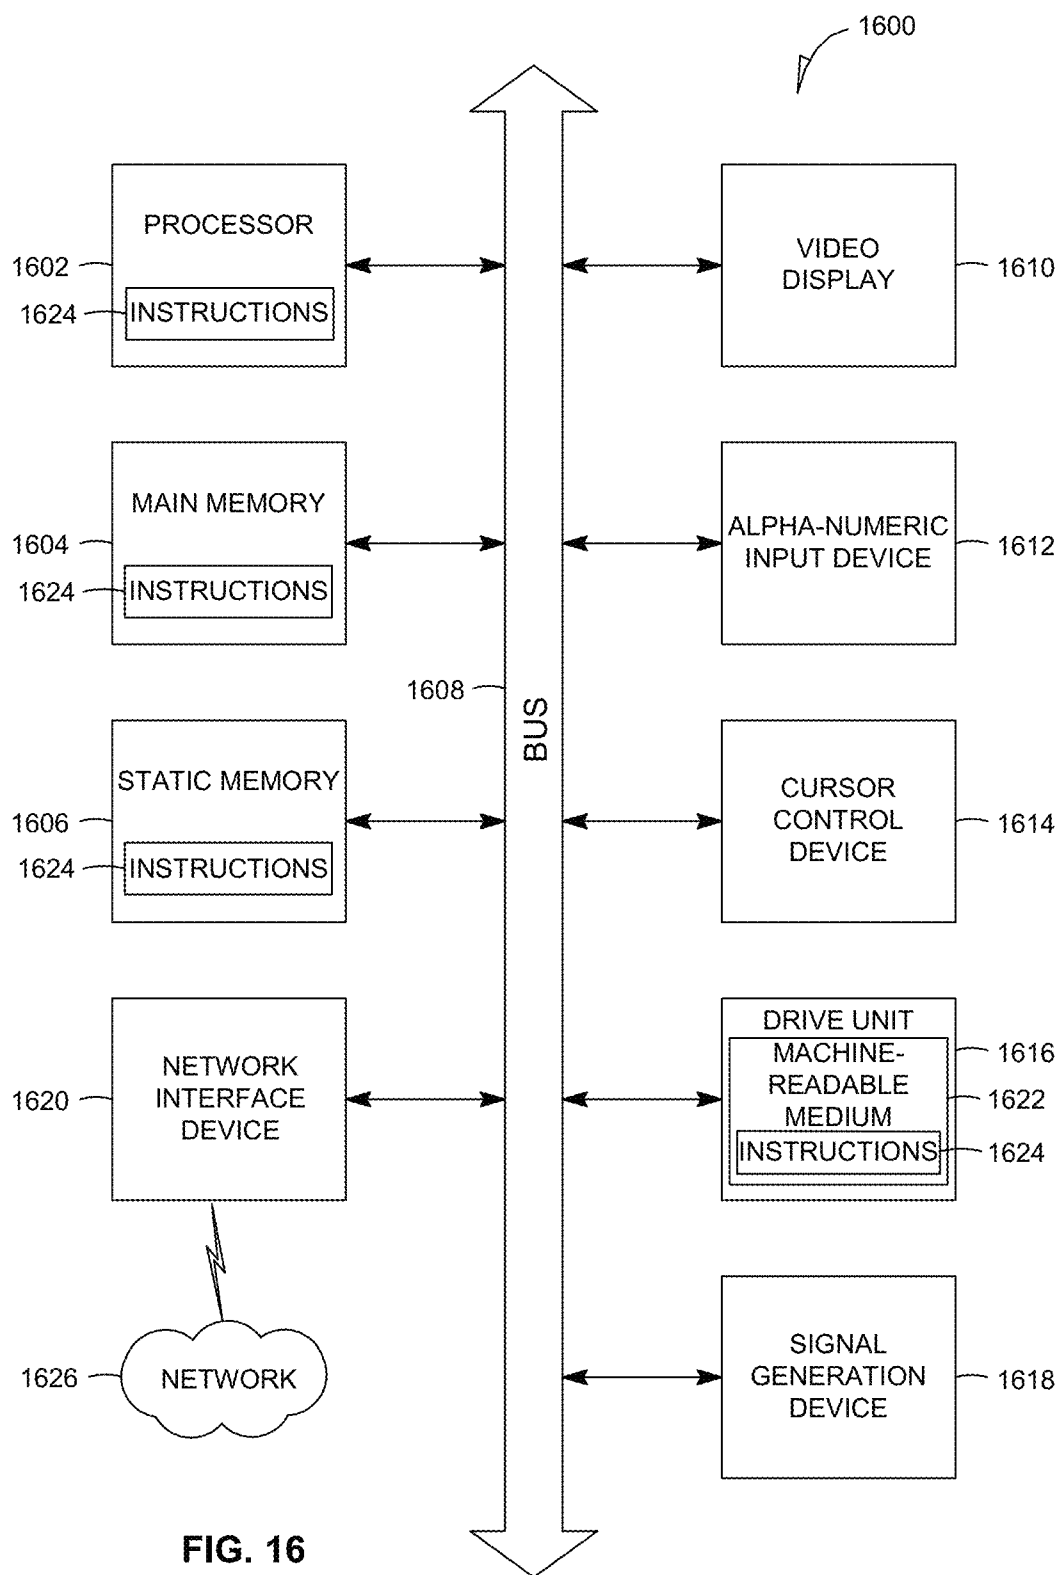 1600
PROCESSOR
1602
1624
INSTRUCTIONS
VIDEO
DISPLAY
1610
MAIN MEMORY
1604
1624
INSTRUCTIONS
ALPHA-NUMERIC
INPUT DEVICE
1612
1608
BUS
STATIC MEMORY
1606
1624
INSTRUCTIONS
CURSOR
CONTROL
DEVICE
1614
NETWORK
INTERFACE
DEVICE
1620
DRIVE UNIT
1616
MACHINE-
READABLE
MEDIUM
1622
INSTRUCTIONS
1624
1626
NETWORK
SIGNAL
GENERATION
DEVICE
1618
FIG. 16